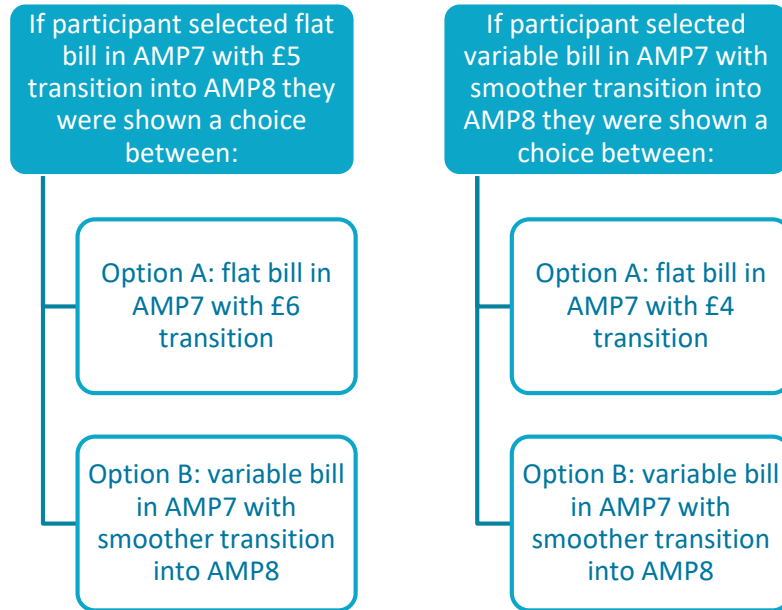 If participant selected flat
bill in AMP7 with £5
transition into AMP8 they
were shown a choice
between:
Option A: flat bill in
AMP7 with £6
transition
Option B: variable bill
in AMP7 with
smoother transition
into AMP8
If participant selected
variable bill in AMP7 with
smoother transition into
AMP8 they were shown a
choice between:
Option A: flat bill in
AMP7 with £4
transition
Option B: variable bill
in AMP7 with
smoother transition
into AMP8